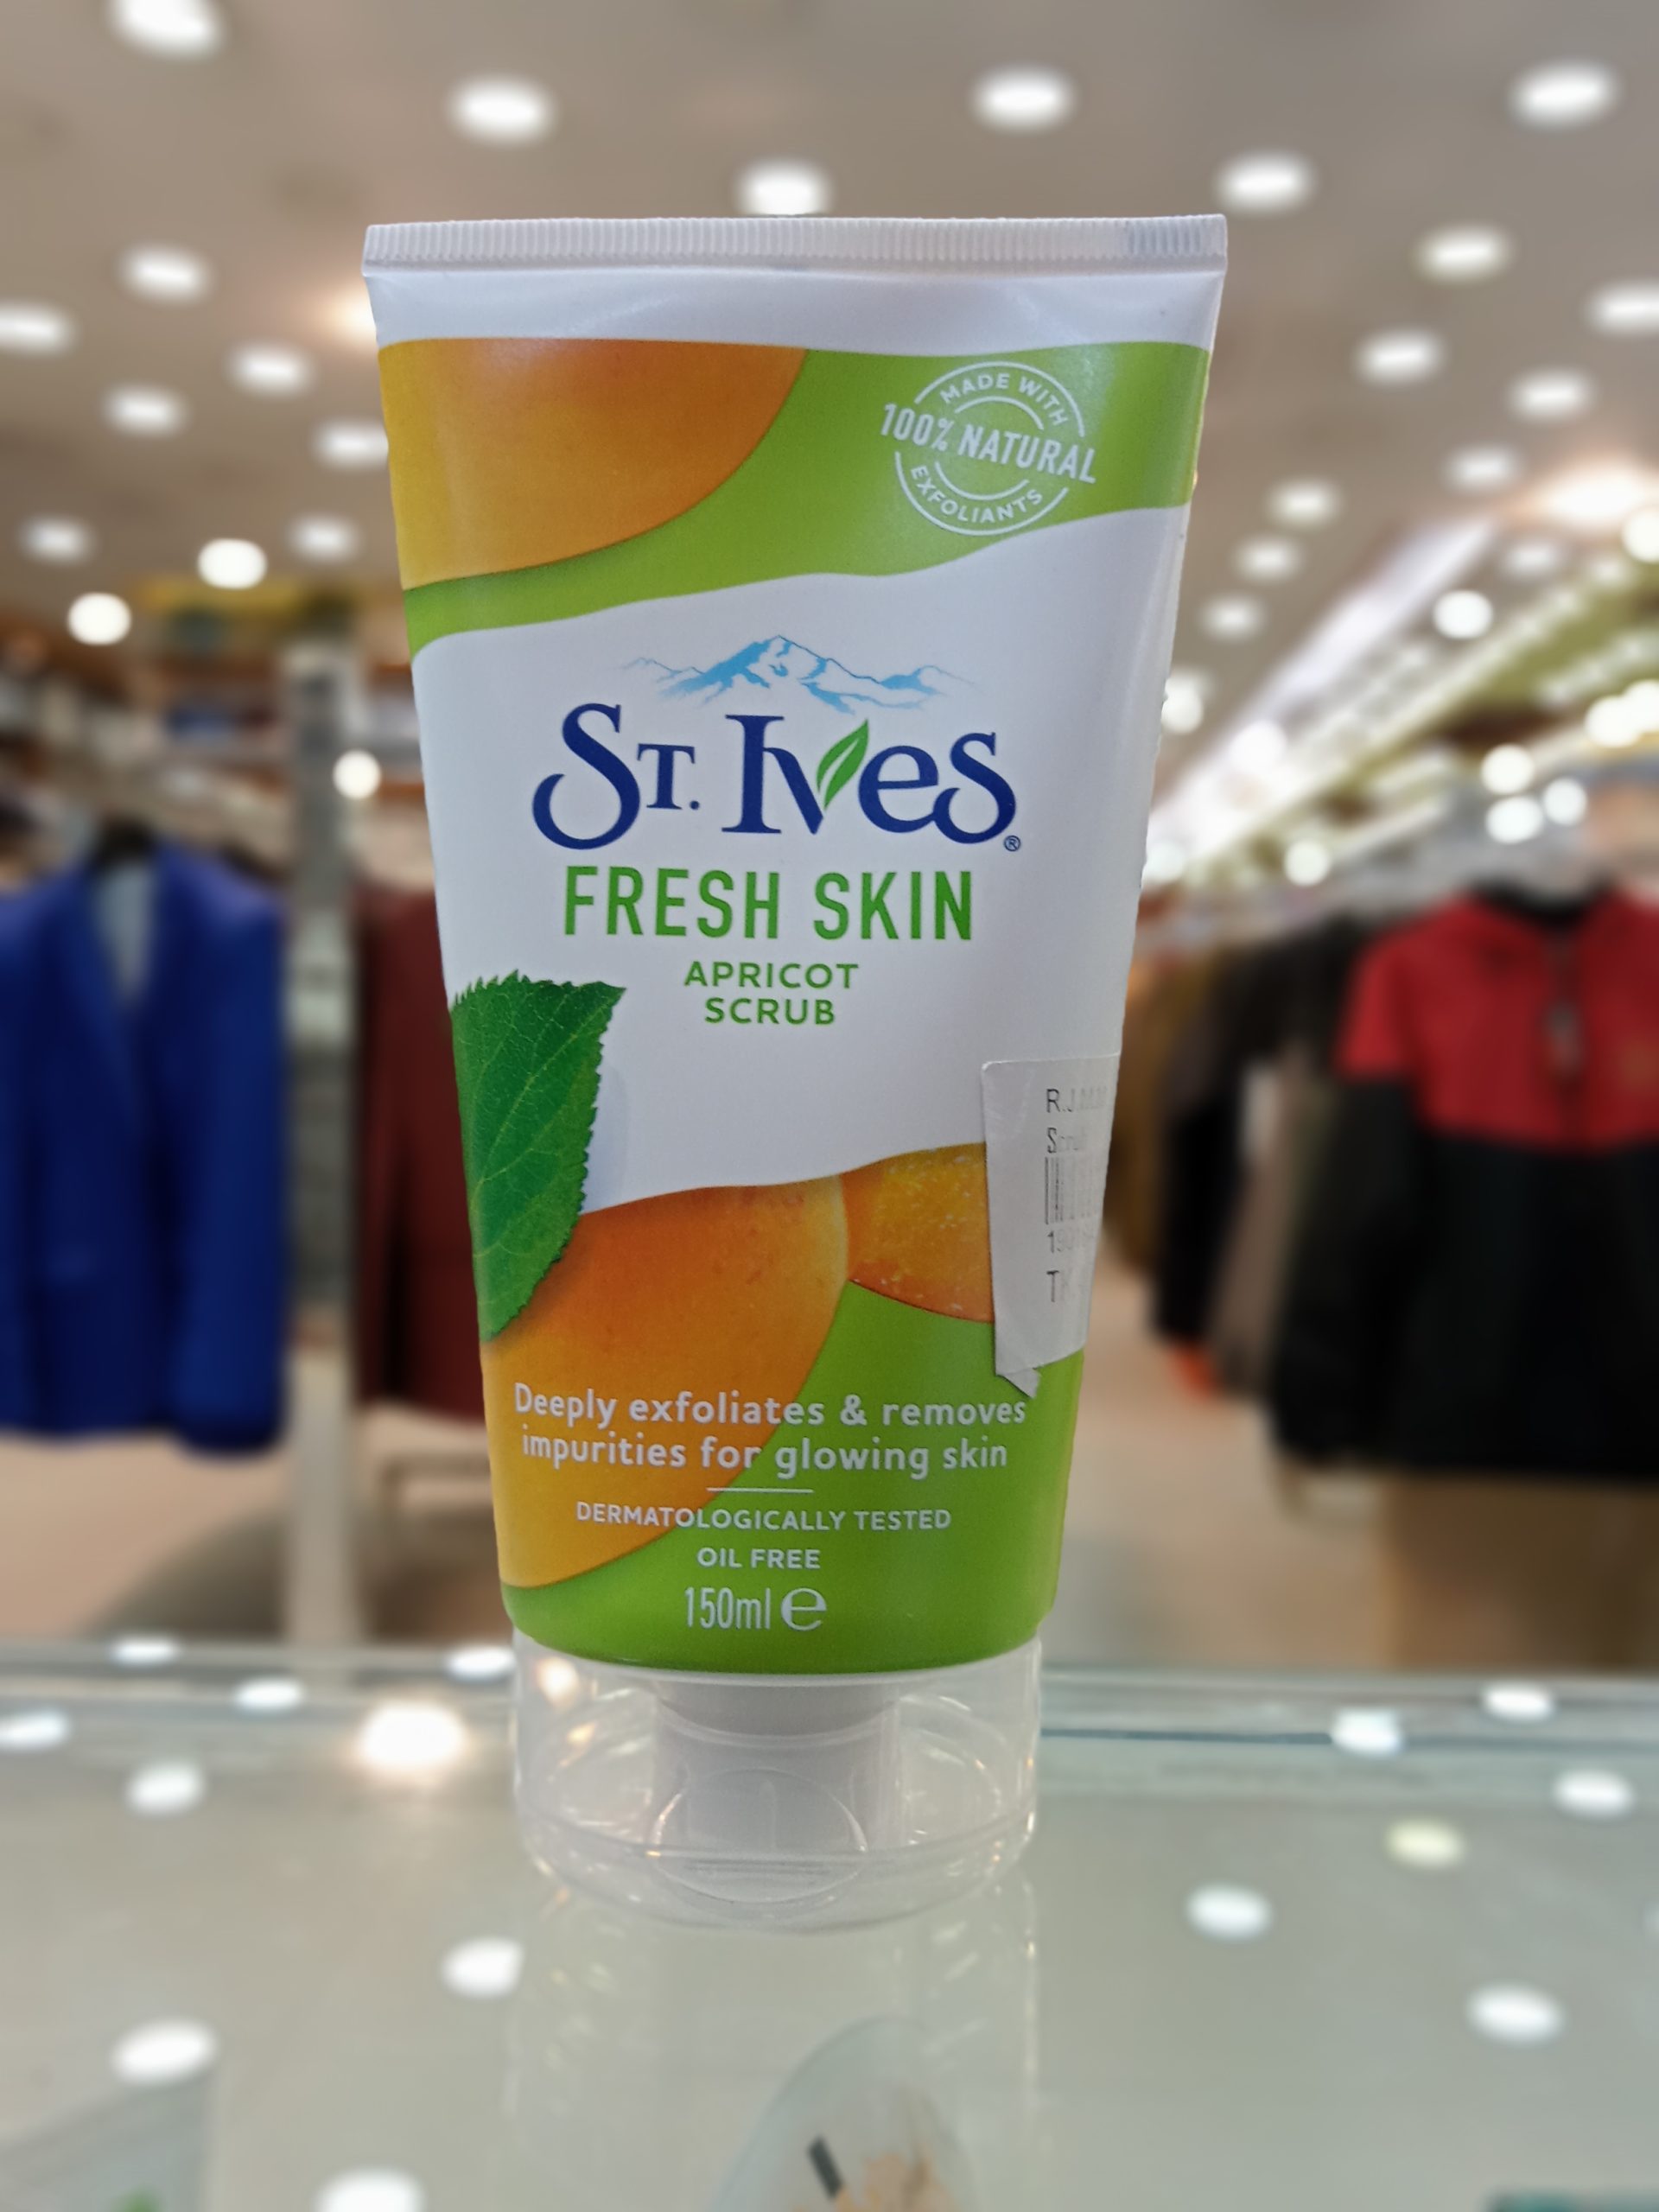 MADE WITH
100% NATURAL
EXFOLIANTS
ST. Ives®
FRESH SKIN
APRICOT
SCRUB
Scrub
Deeply exfoliates & removes
impurities for glowing skin
DERMATOLOGICALLY TESTED
OIL FREE
150ml ℮